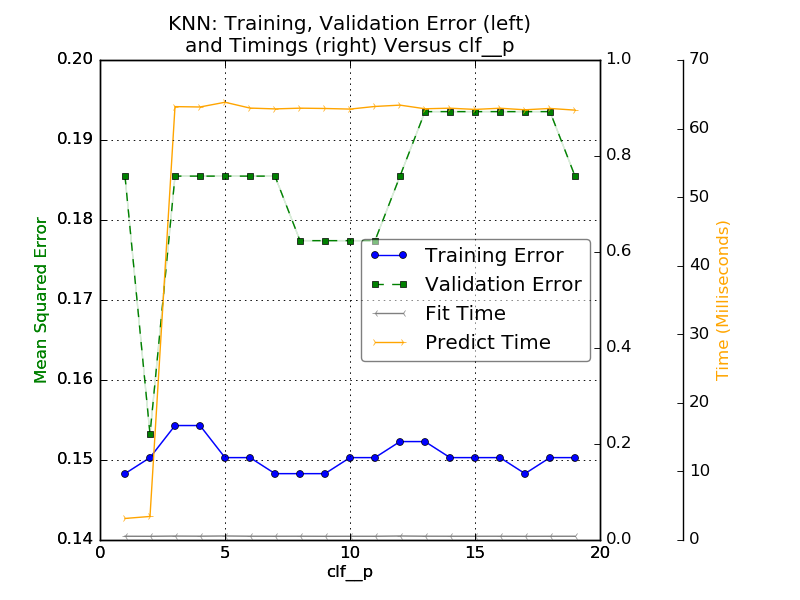 KNN: Training, Validation Error (left)
and Timings (right) Versus clf__p
0.20
0.19
0.18
0.17
0.16
0.15
0.14
Mean Squared Error
0
5
10
15
20
clf__p
Training Error
Validation Error
Fit Time
Predict Time
1.0
0.8
0.6
0.4
0.2
0.0
70
60
50
40
30
20
10
0
Time (Milliseconds)